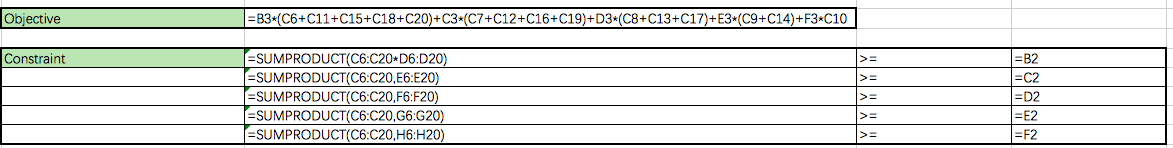 Objective =B3*(C6+C11+C15+C18+C20)+C3*(C7+C12+C16+C19)+D3*(C8+C13+C17)+E3*(C9+C14)+F3*C10
Constraint =SUMPRODUCT(C6:C20*D6:D20) >= =B2
=SUMPRODUCT(C6:C20,E6:E20) >= =C2
=SUMPRODUCT(C6:C20,F6:F20) >= =D2
=SUMPRODUCT(C6:C20,G6:G20) >= =E2
=SUMPRODUCT(C6:C20,H6:H20) >= =F2